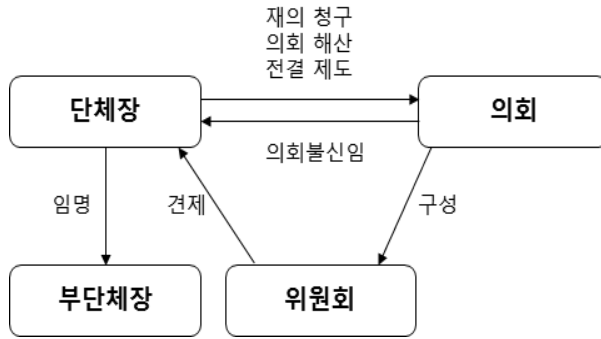 재의 청구
의회 해산
전결 제도
단체장
의회
의회불신임
임명
견제
구성
부단체장
위원회